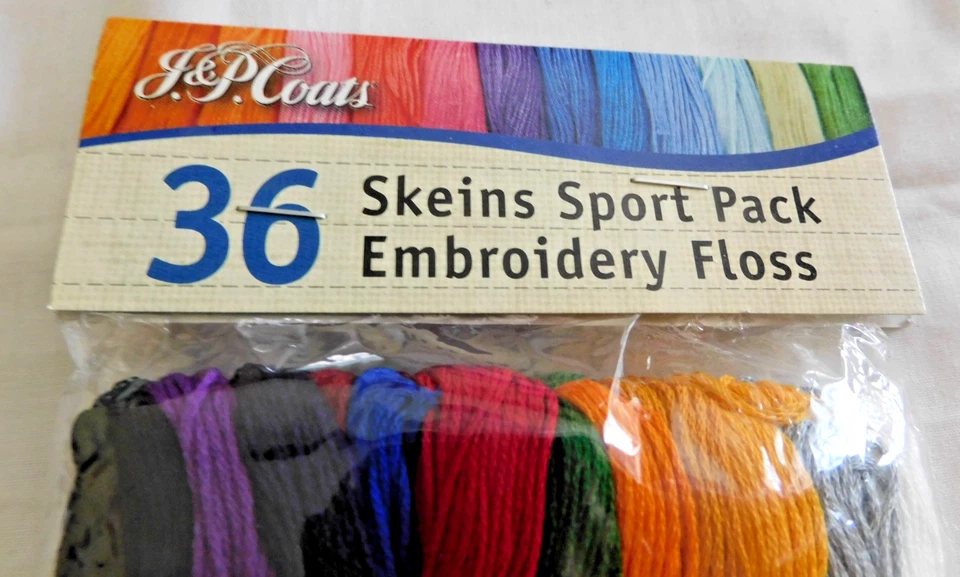 J.&P. Coats
36
Skeins Sport Pack
Embroidery Floss